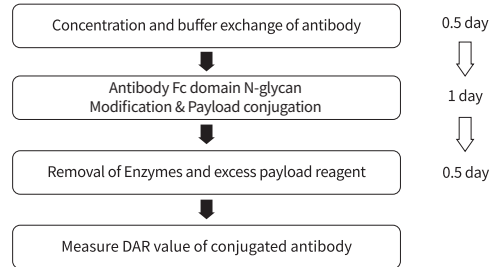 Concentration and buffer exchange of antibody
0.5 day
Antibody Fc domain N-glycan
Modification & Payload conjugation
1 day
Removal of Enzymes and excess payload reagent
0.5 day
Measure DAR value of conjugated antibody